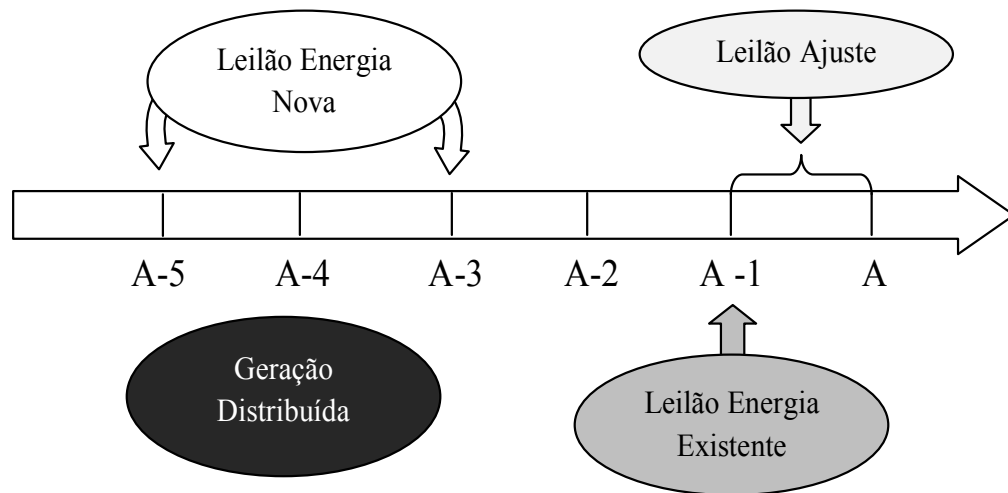 Leilão Energia
Nova
Leilão Ajuste
A-5
A-4
A-3
A-2
A -1
A
Geração
Distribuída
Leilão Energia
Existente